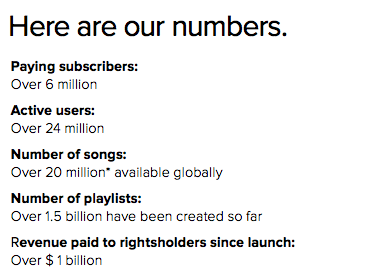 Here are our numbers.
Paying subscribers:
Over 6 million
Active users:
Over 24 million
Number of songs:
Over 20 million* available globally
Number of playlists:
Over 1.5 billion have been created so far
Revenue paid to rightsholders since launch:
Over $ 1 billion